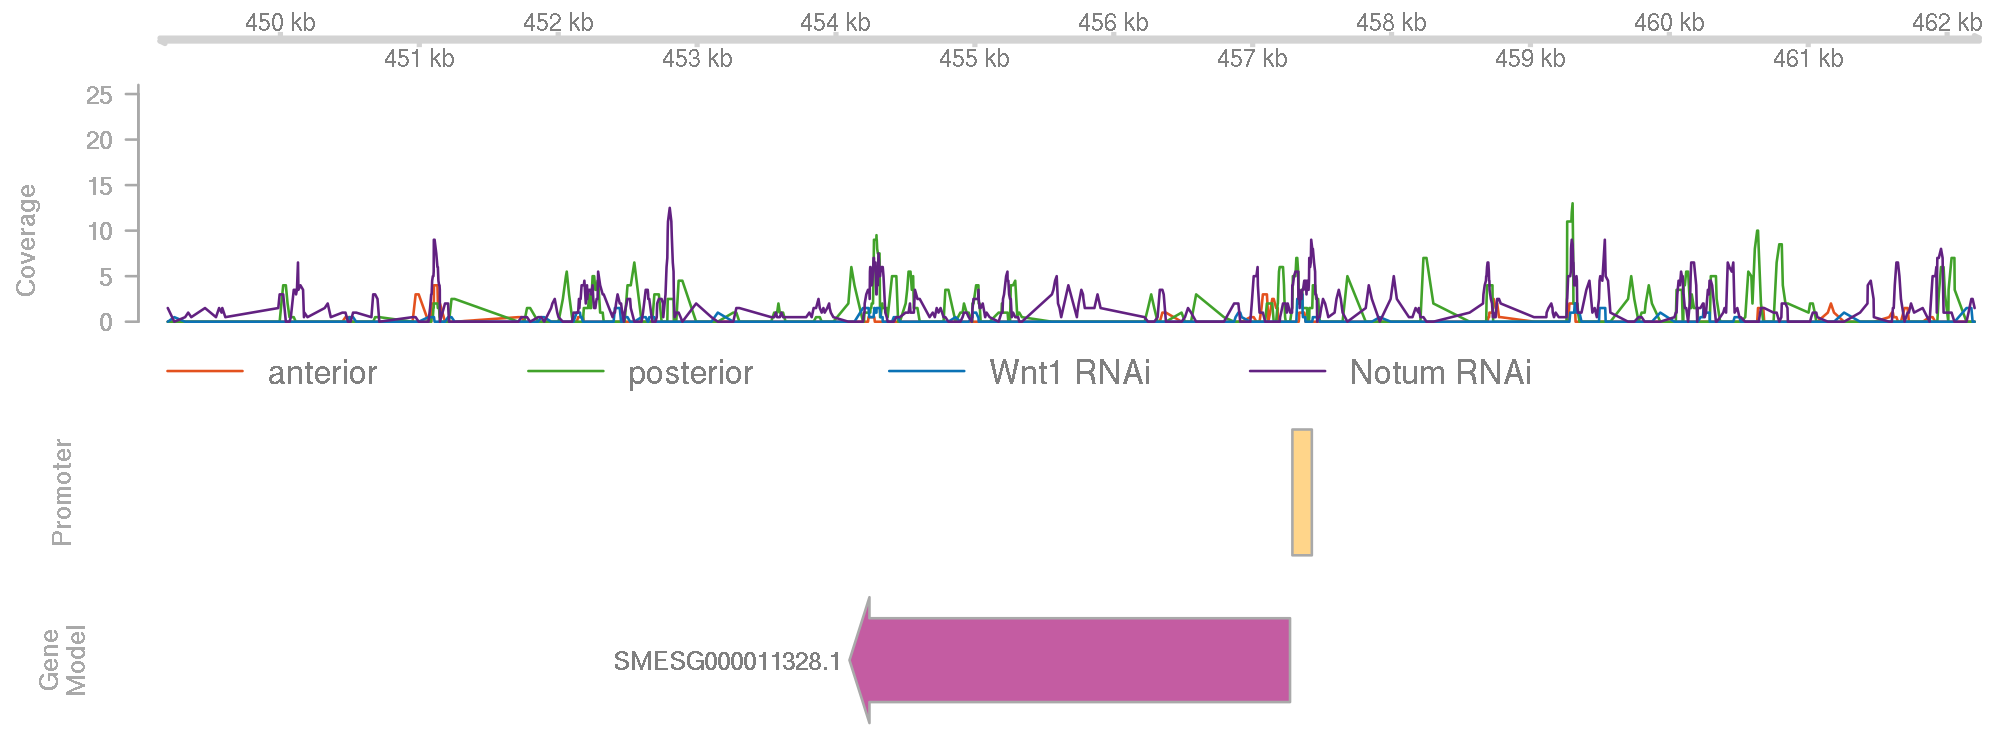 450 kb 452 kb 454 kb 456 kb 458 kb 460 kb 462 kb
451 kb 453 kb 455 kb 457 kb 459 kb 461 kb
25
20
15
10
5
0
Coverage
anterior posterior Wnt1 RNAi Notum RNAi
Promoter
Gene
Model
SMESG000011328.1